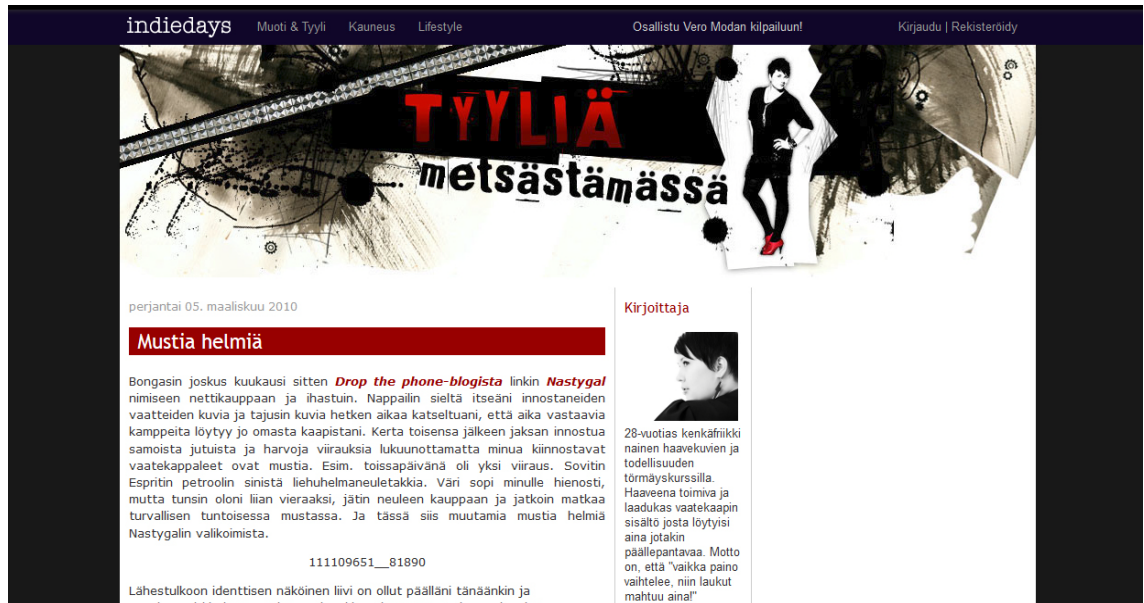 indiedays Muoti & Tyyli Kauneus Lifestyle Osallistu Vero Modan kilpailuun! Kirjaudu | Rekisteröidy
TYYLIÄ
metsästämässä
perjantai 05. maaliskuu 2010
Mustia helmiä
Bongasin joskus kuukausi sitten Drop the phone-blogista linkin Nastygal
nimiseen nettikauppaan ja ihastuin. Nappailin sieltä itseäni innostaneiden
vaatteiden kuvia ja tajusin kuvia hetken aikaa katseltuani, että aika vastaavia
kamppeita löytyy jo omasta kaapistani. Kerta toisensa jälkeen jaksan innostua
samoista jutuista ja harvoja viirauksia lukuunottamatta minua kiinnostavat
vaatekappaleet ovat mustia. Esim. toissapäivänä oli yksi viiraus. Sovitin
Espritin petroolin sinistä liehuhelmaneuletakkia. Väri sopi minulle hienosti,
mutta tunsin oloni liian vieraaksi, jätin neuleen kauppaan ja jatkoin matkaa
turvallisen tuntoisessa mustassa. Ja tässä siis muutamia mustia helmiä
Nastygalin valikoimista.
111109651__81890
Lähestulkoon identtisen näköinen liivi on ollut päälläni tänäänkin ja
Kirjoittaja
28-vuotias kenkäfriikki
nainen haavekuvien ja
todellisuuden
törmäyskurssilla.
Haaveena toimiva ja
laadukas vaatekaapin
sisältö josta löytyisi
aina jotakin
päällepantavaa. Motto
on, että "vaikka paino
vaihtelee, niin laukut
mahtuu aina!"